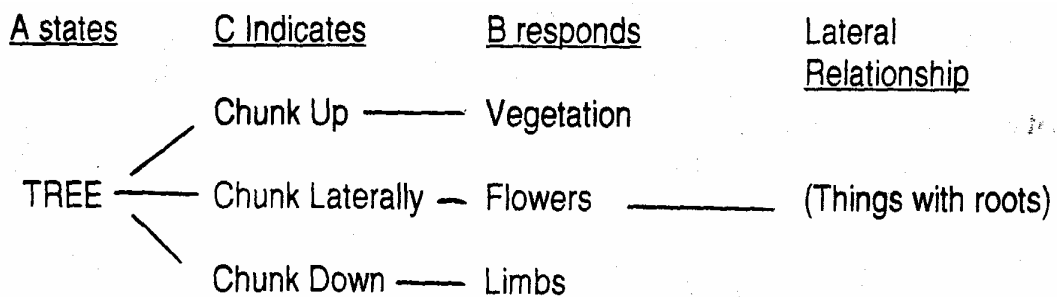 A states C Indicates B responds Lateral
Relationship
Chunk Up Vegetation
TREE Chunk Laterally Flowers (Things with roots)
Chunk Down Limbs